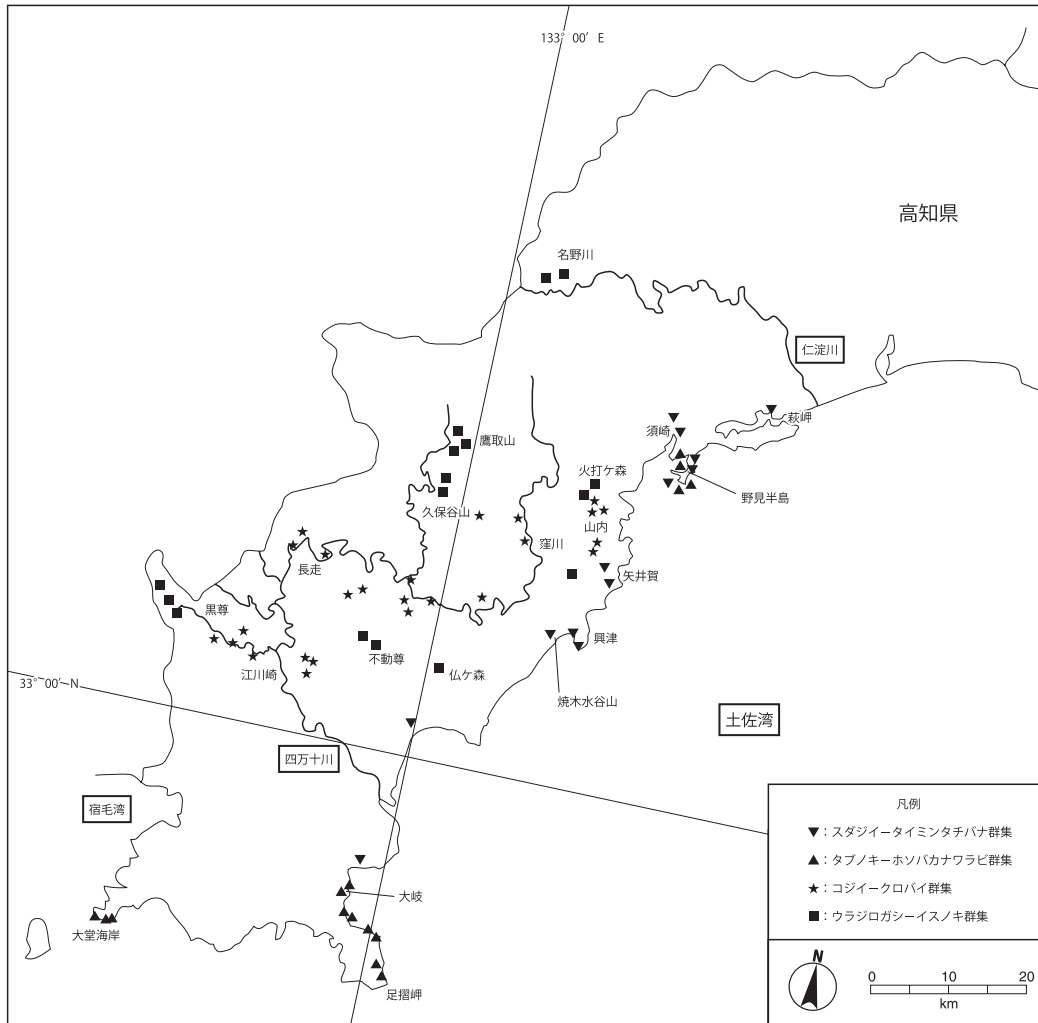 133° 00′ E
高知県
名野川
仁淀川
萩岬
須崎
鷹取山
火打ケ森
野見半島
久保谷山
山内
窪川
長走
矢井賀
黒尊
興津
不動尊
仏ケ森
江川崎
33° 00′ N
焼木水谷山
土佐湾
四万十川
宿毛湾
凡例
▼：スダジイータイミンタチバナ群集
▲：タブノキーホソバカナワラビ群集
★：コジイークロバイ群集
■：ウラジロガシーイスノキ群集
大岐
大堂海岸
足摺岬
N
0 10 20
km